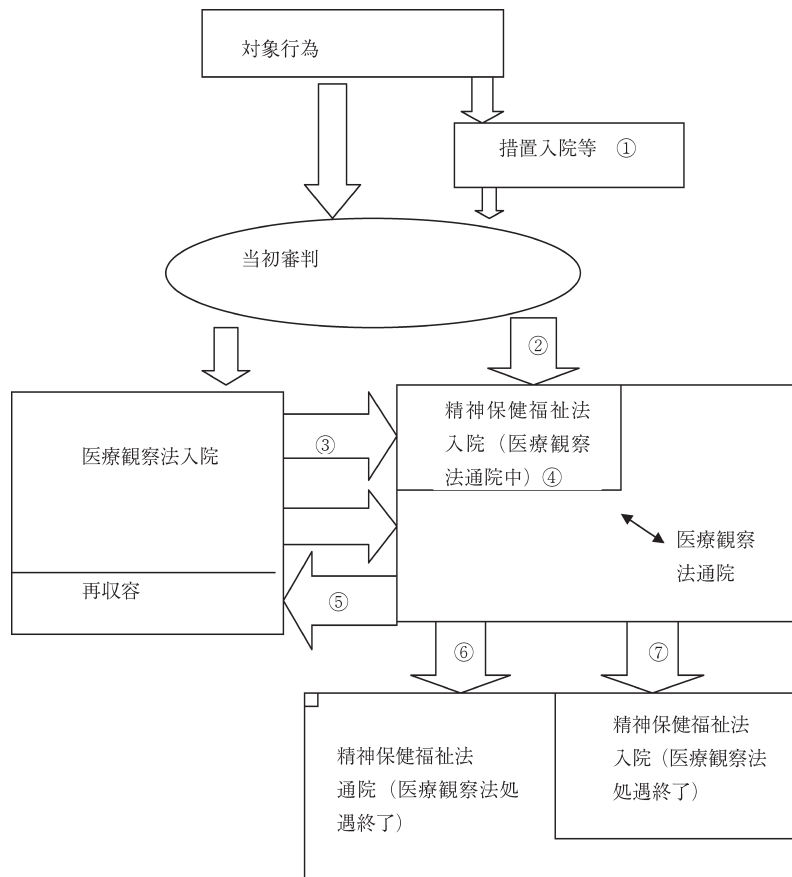 対象行為
措置入院等 ①
当初審判
②
精神保健福祉法
入院（医療観察
法通院中）④
③
医療観察法入院
医療観察
法通院
再収容
⑤
⑥
⑦
精神保健福祉法
入院（医療観察法
処遇終了）
精神保健福祉法
通院（医療観察法処
遇終了）